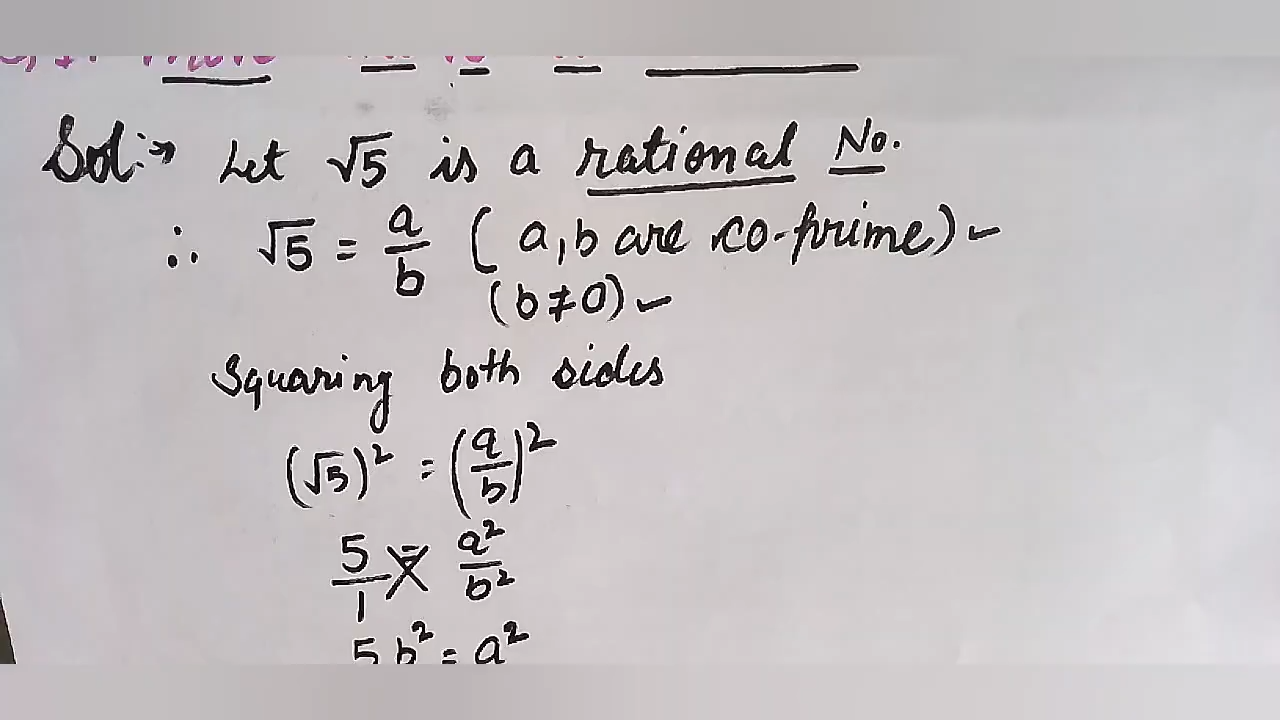 Sol:→ Let √5 is a rational No.
∴ √5 = a/b (a, b are co-prime) ✓
(b ≠ 0) ✓
Squaring both sides
(√5)² = (a/b)²
5/1 = a²/b²
5b² = a²